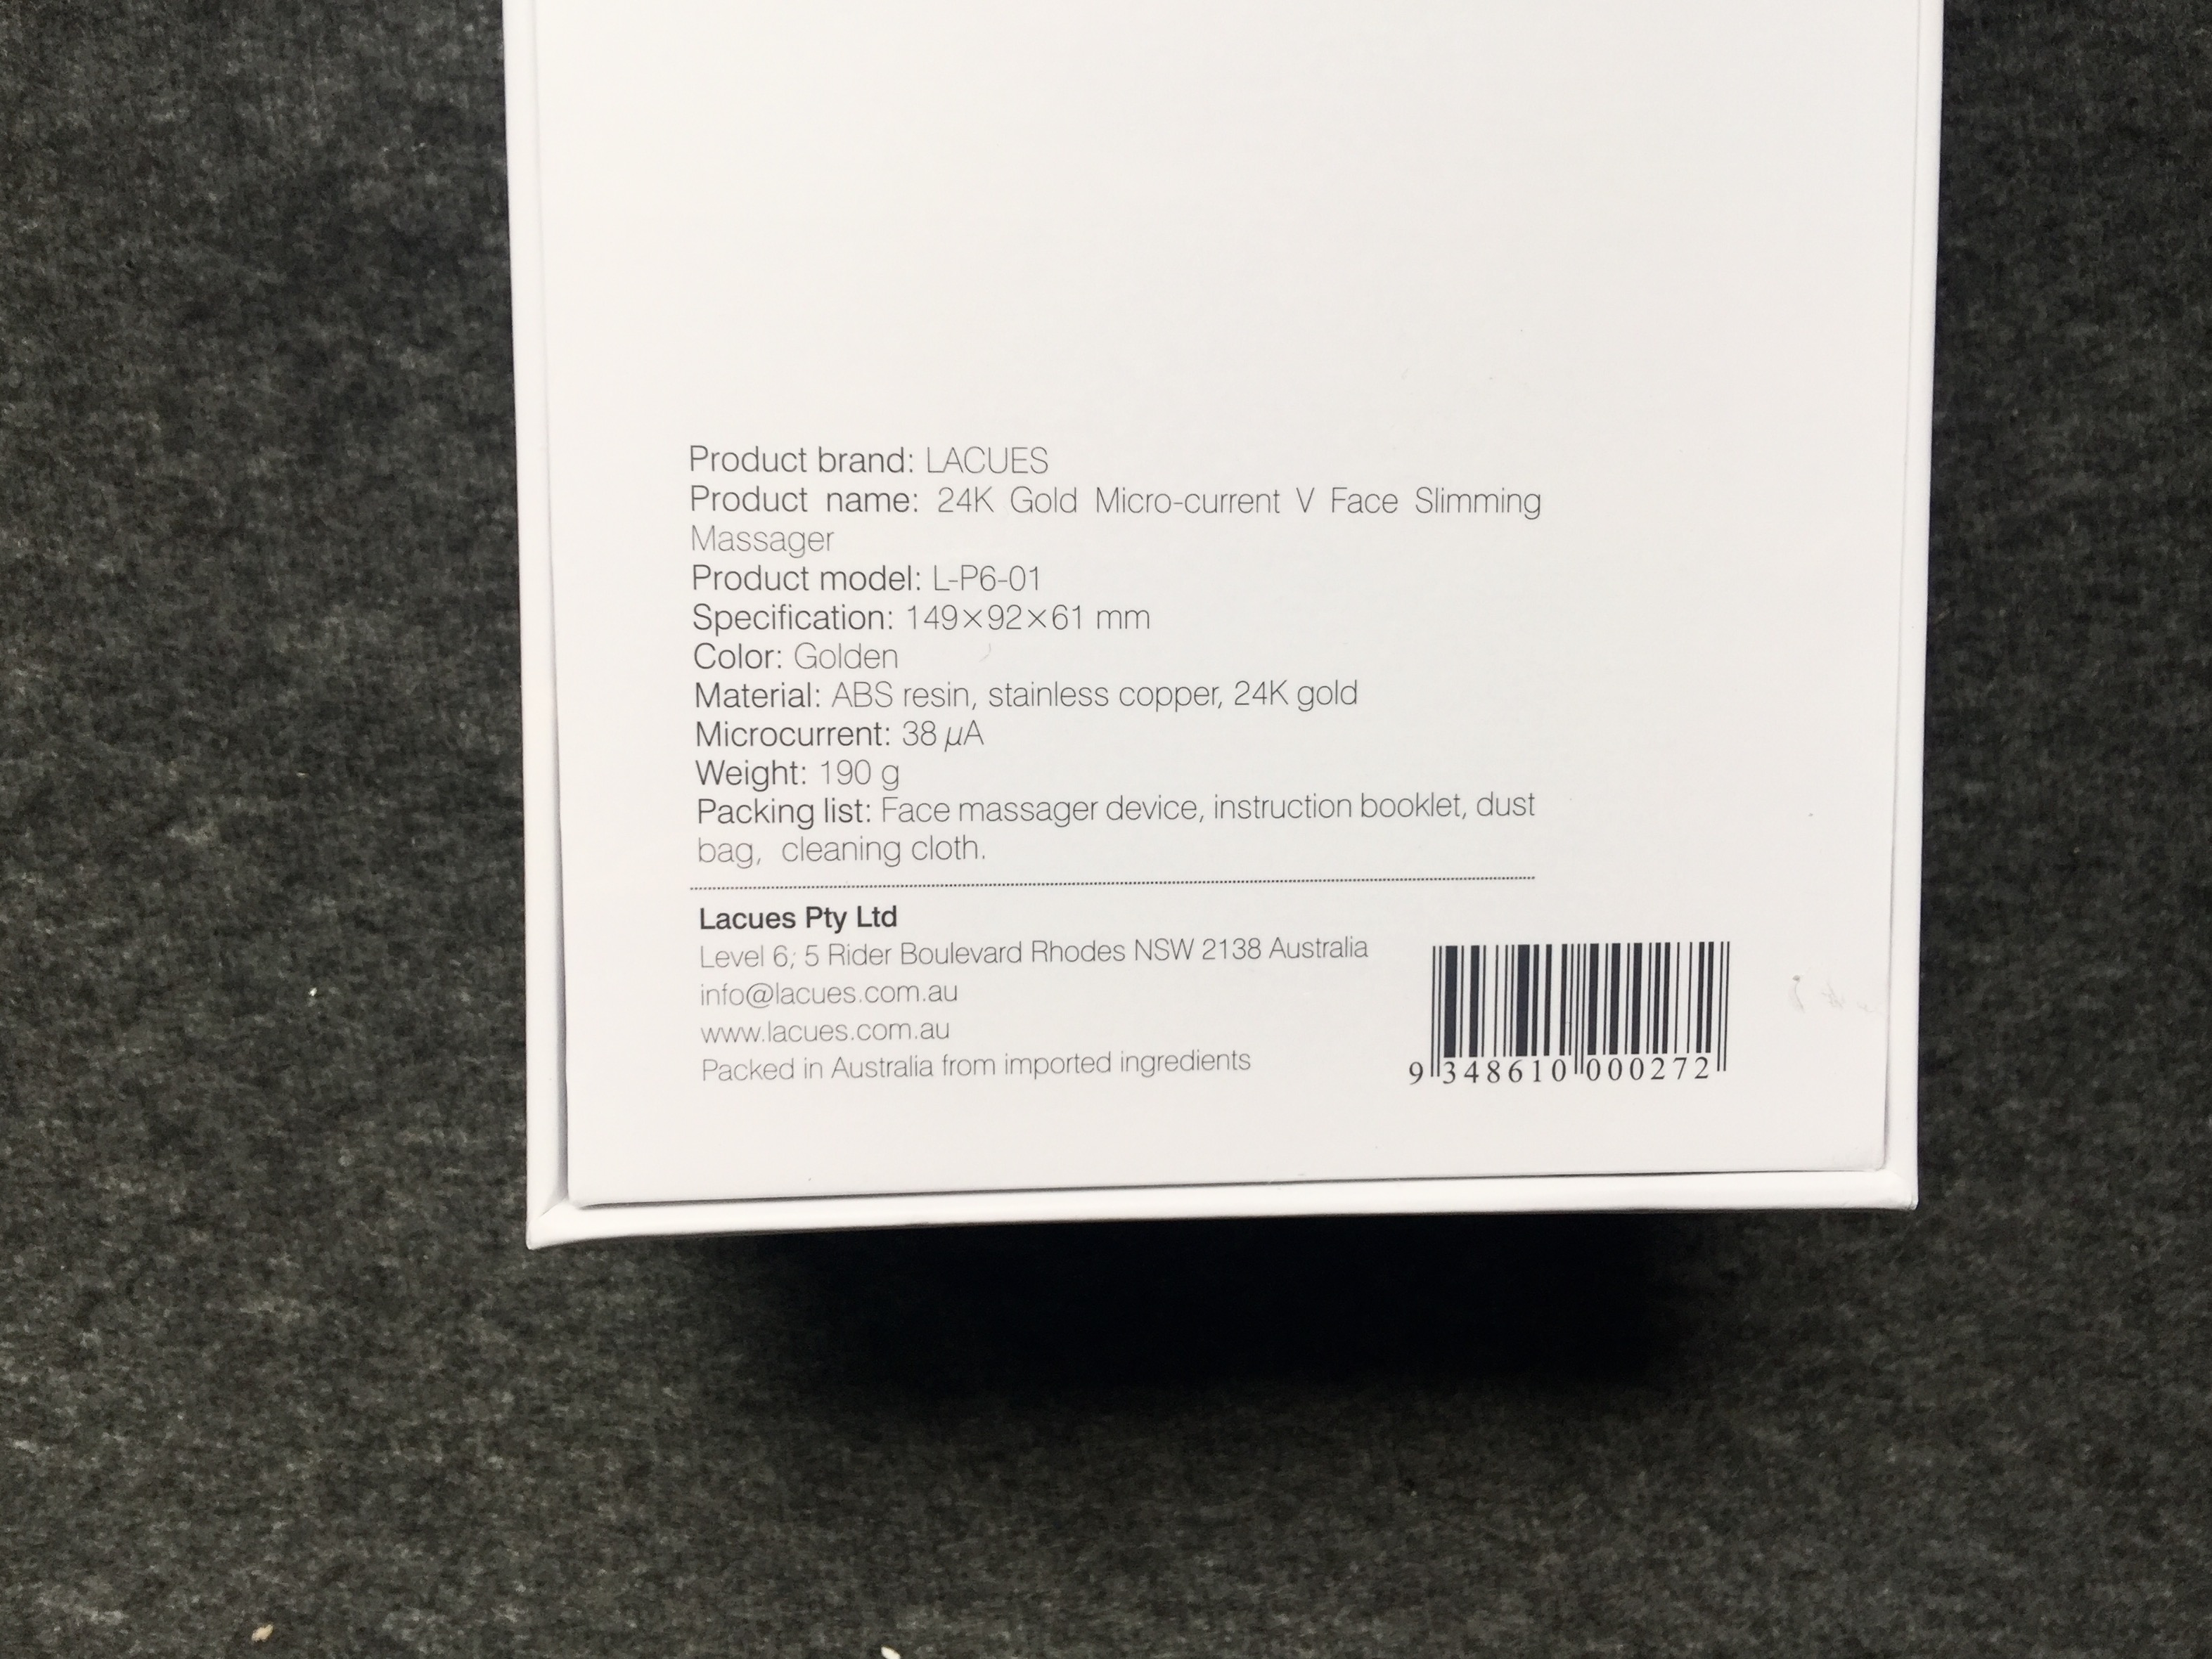 Product brand: LACUES
Product name: 24K Gold Micro-current V Face Slimming
Massager
Product model: L-P6-01
Specification: 149×92×61 mm
Color: Golden
Material: ABS resin, stainless copper, 24K gold
Microcurrent: 38 µA
Weight: 190 g
Packing list: Face massager device, instruction booklet, dust
bag, cleaning cloth.
Lacues Pty Ltd
Level 6; 5 Rider Boulevard Rhodes NSW 2138 Australia
info@lacues.com.au
www.lacues.com.au
Packed in Australia from imported ingredients
9 348610 000272